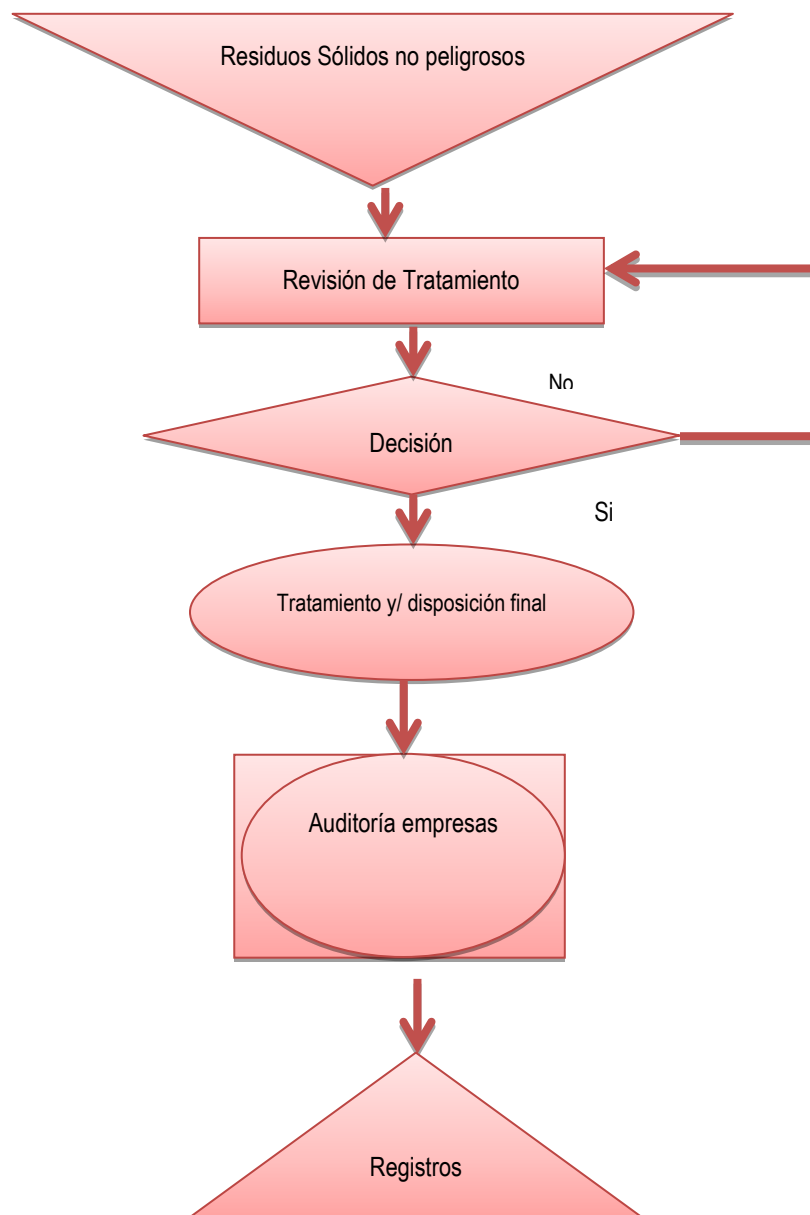 Residuos Sólidos no peligrosos
Revisión de Tratamiento
No
Decisión
Si
Tratamiento y/ disposición final
Auditoría empresas
Registros